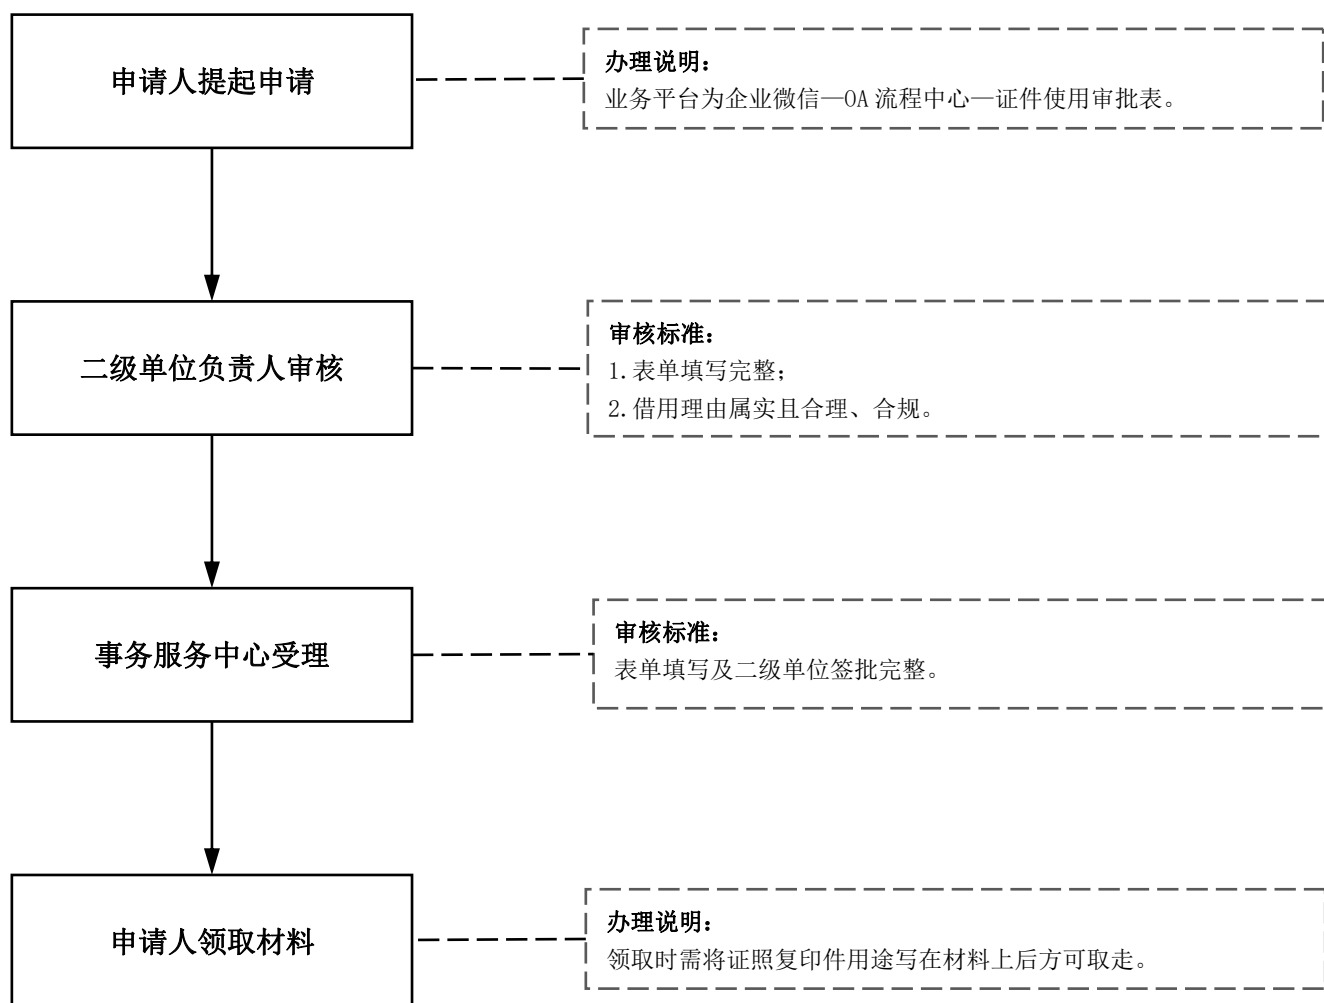 申请人提起申请
办理说明：
业务平台为企业微信—OA 流程中心—证件使用审批表。
二级单位负责人审核
审核标准：
1.表单填写完整；
2.借用理由属实且合理、合规。
事务服务中心受理
审核标准：
表单填写及二级单位签批完整。
申请人领取材料
办理说明：
领取时需将证照复印件用途写在材料上后方可取走。